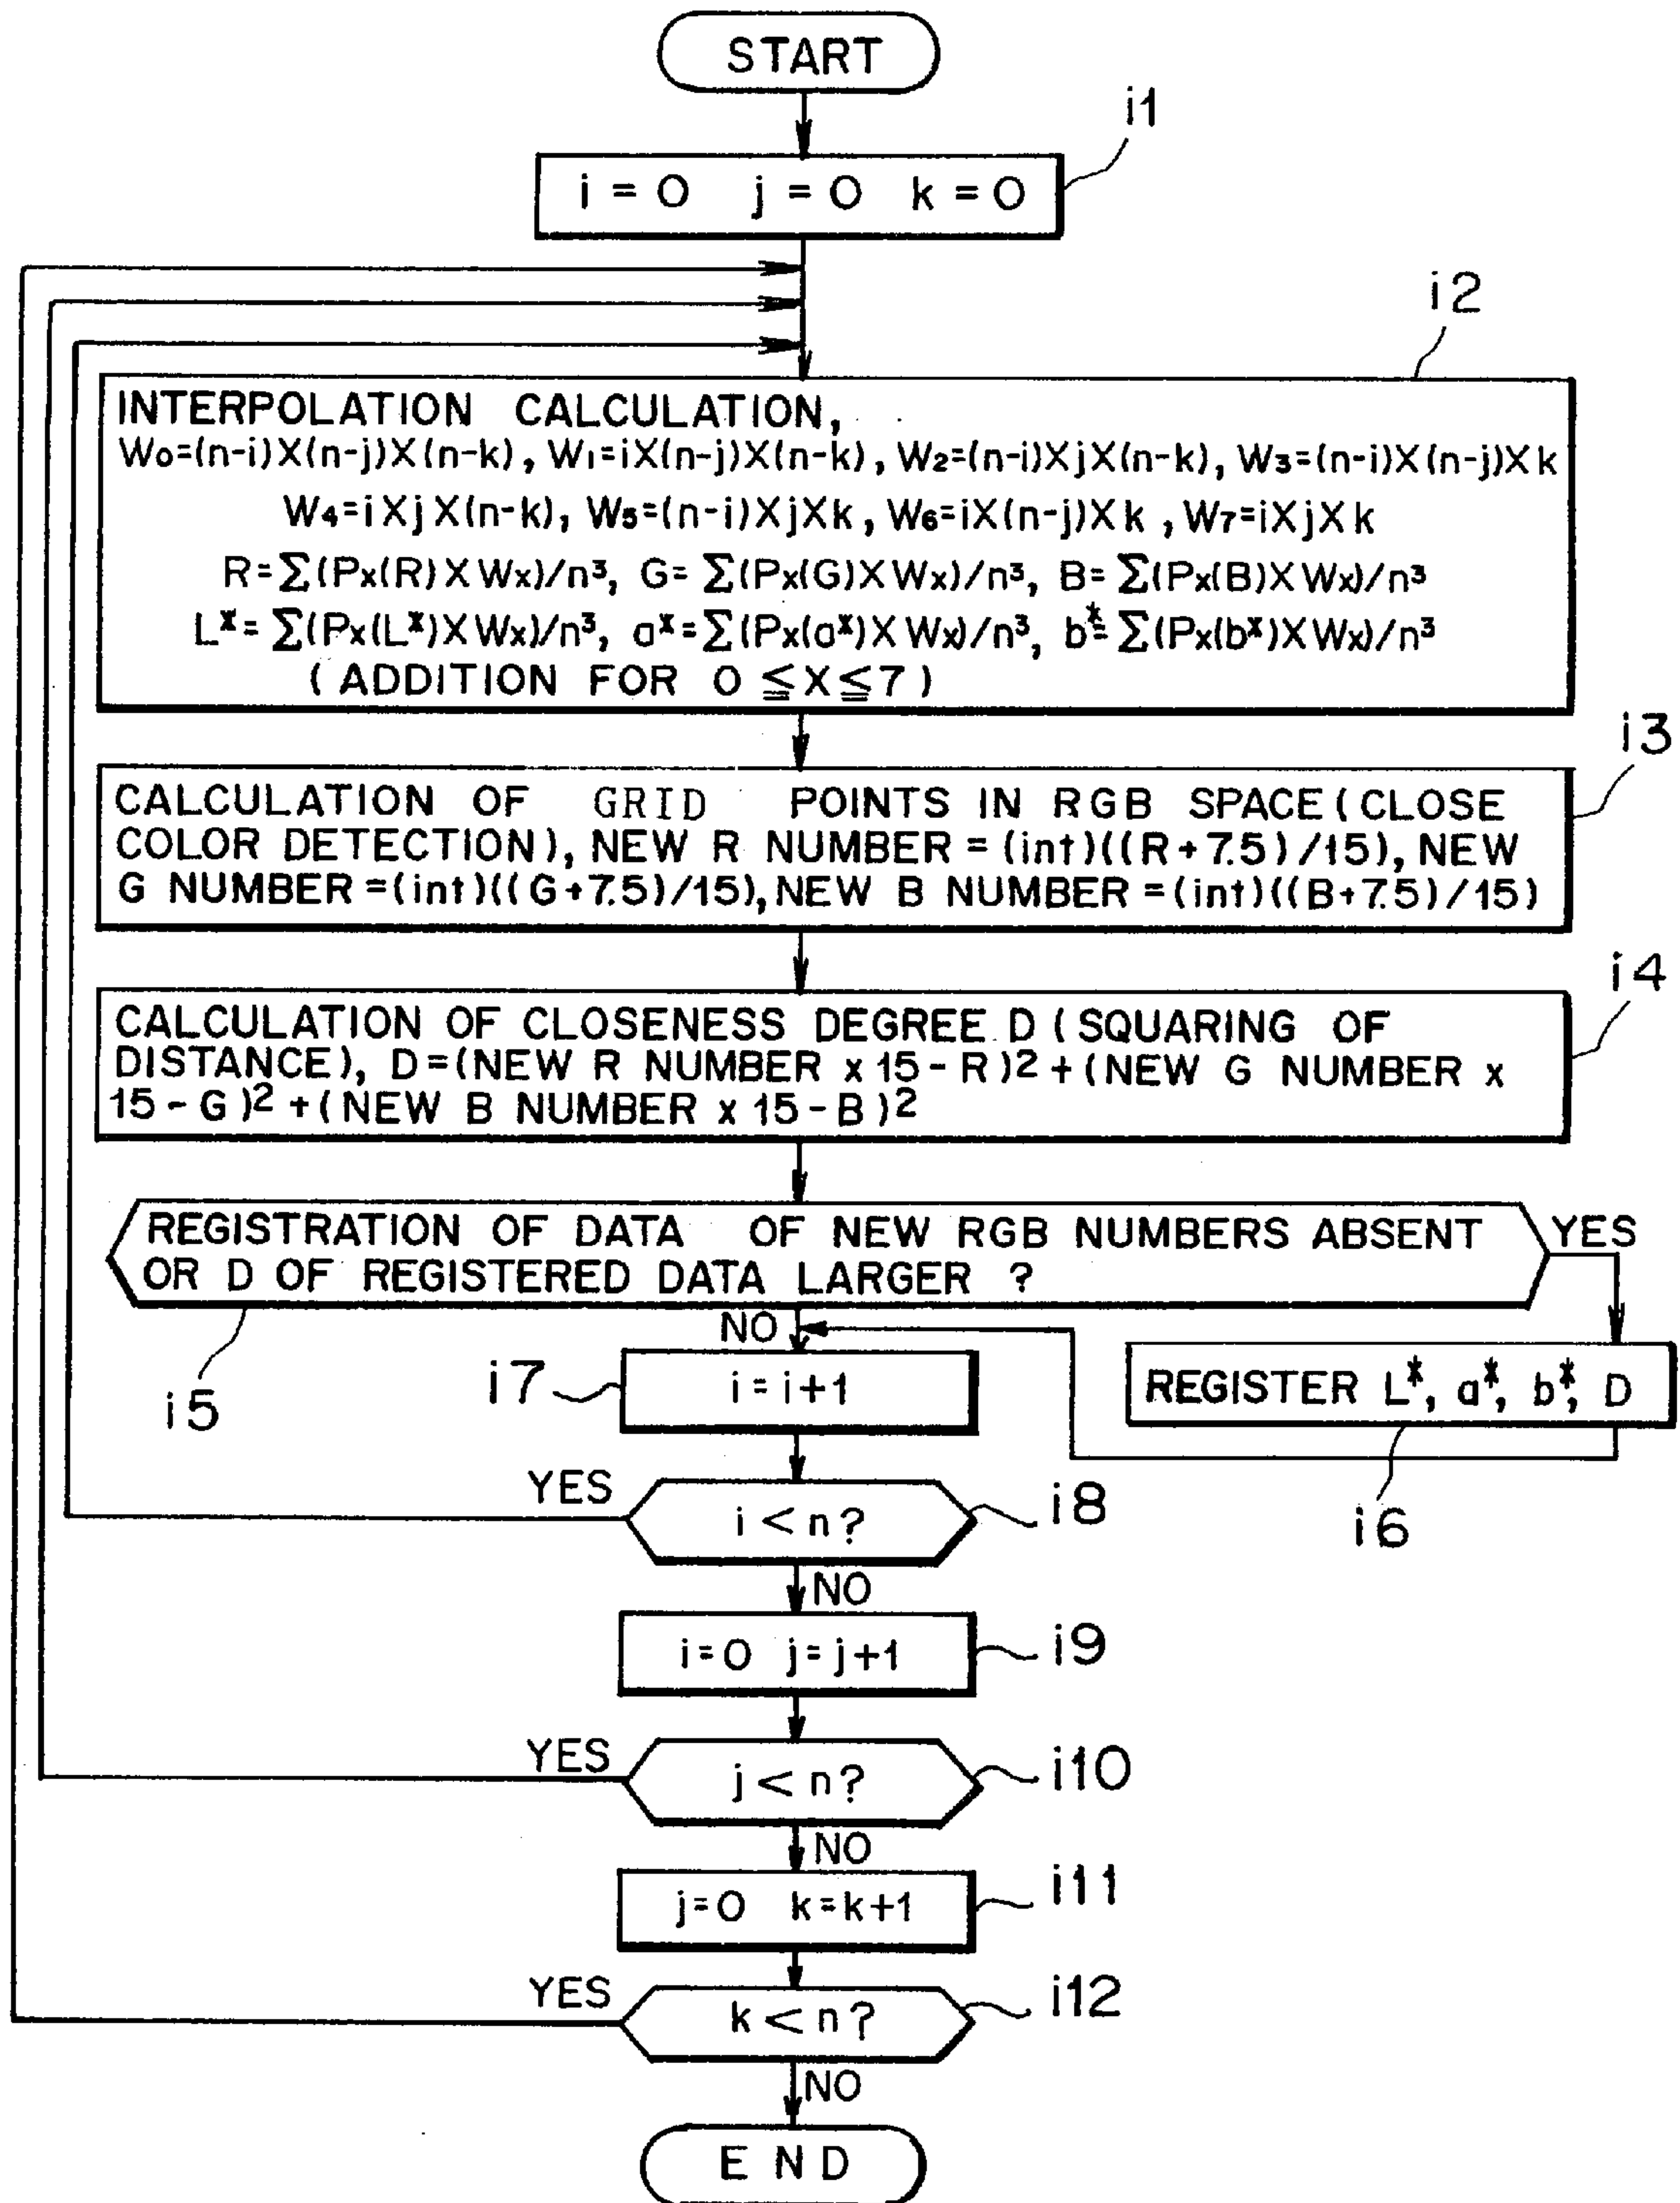 START
i1
i = 0 j = 0 k = 0
i2
INTERPOLATION CALCULATION,
W₀=(n-i)X(n-j)X(n-k), W₁=iX(n-j)X(n-k), W₂=(n-i)XjX(n-k), W₃=(n-i)X(n-j)Xk
W₄=iXjX(n-k), W₅=(n-i)XjXk, W₆=iX(n-j)Xk, W₇=iXjXk
R=Σ(Px(R)XWx)/n³, G=Σ(Px(G)XWx)/n³, B=Σ(Px(B)XWx)/n³
L*=Σ(Px(L*)XWx)/n³, a*=Σ(Px(a*)XWx)/n³, b*=Σ(Px(b*)XWx)/n³
(ADDITION FOR 0≦X≦7)
i3
CALCULATION OF GRID POINTS IN RGB SPACE(CLOSE
COLOR DETECTION), NEW R NUMBER=(int)((R+7.5)/15), NEW
G NUMBER=(int)((G+7.5)/15), NEW B NUMBER=(int)((B+7.5)/15)
i4
CALCULATION OF CLOSENESS DEGREE D (SQUARING OF
DISTANCE), D=(NEW R NUMBER x 15-R)²+(NEW G NUMBER x
15-G)²+(NEW B NUMBER x 15-B)²
REGISTRATION OF DATA OF NEW RGB NUMBERS ABSENT
OR D OF REGISTERED DATA LARGER ?
YES
NO
i5
i7
i=i+1
REGISTER L*, a*, b*, D
i6
YES
i<n?
i8
NO
i=0 j=j+1
i9
YES
j<n?
i10
NO
j=0 k=k+1
i11
YES
k<n?
i12
NO
END